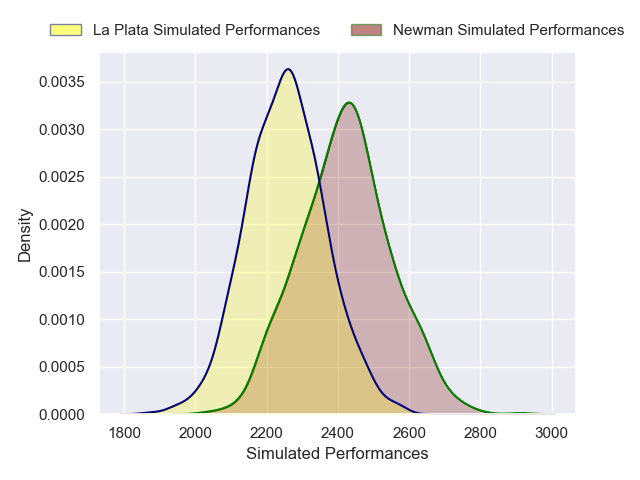 La Plata Simulated Performances
Newman Simulated Performances
0.0035
0.0030
0.0025
0.0020
0.0015
0.0010
0.0005
0.0000
Density
1800 2000 2200 2400 2600 2800 3000
Simulated Performances